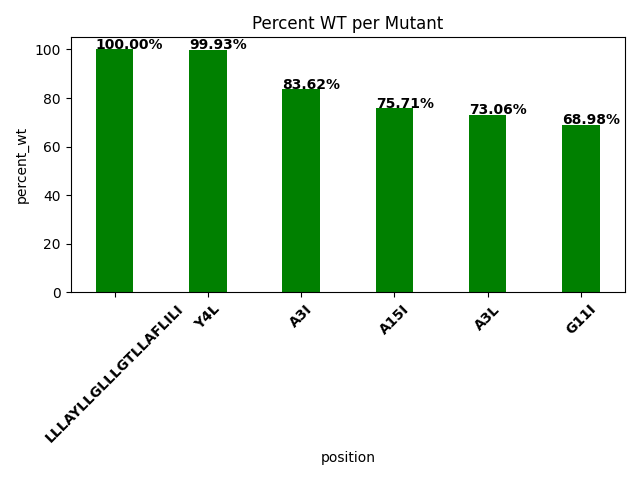 Percent WT per Mutant
100.00%
99.93%
83.62%
75.71%
73.06%
68.98%
percent_wt
100
80
60
40
20
0
LLLAYLLGLLLGTLLAFLILI
Y4L
A3I
A15I
A3L
G11I
position